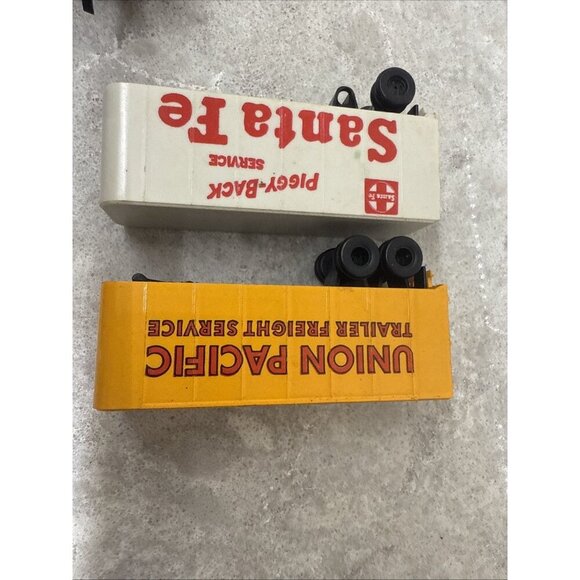 Santa Fe
PIGGY-BACK
SERVICE
Santa Fe
UNION PACIFIC
TRAILER FREIGHT SERVICE